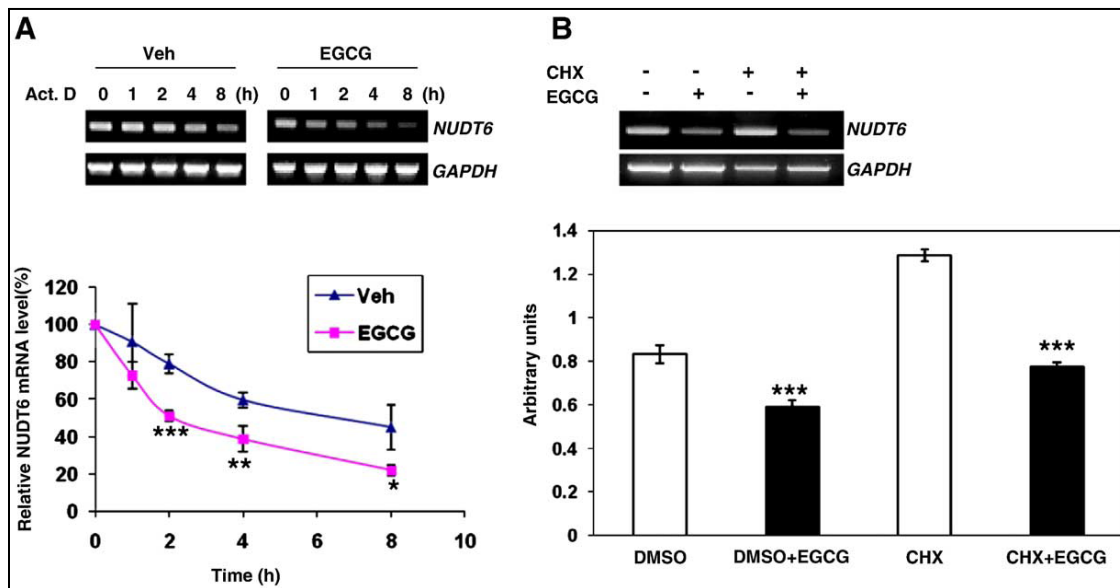 A
Veh
EGCG
Act. D 0 1 2 4 8 (h) 0 1 2 4 8 (h)
NUDT6
GAPDH
Relative NUDT6 mRNA level(%)
120
100
80
60
40
20
0
Veh
EGCG
***
**
*
0 2 4 6 8 10
Time (h)
B
CHX - - + +
EGCG - + - +
NUDT6
GAPDH
Arbitrary units
1.4
1.2
1
0.8
0.6
0.4
0.2
0
***
***
DMSO DMSO+EGCG CHX CHX+EGCG